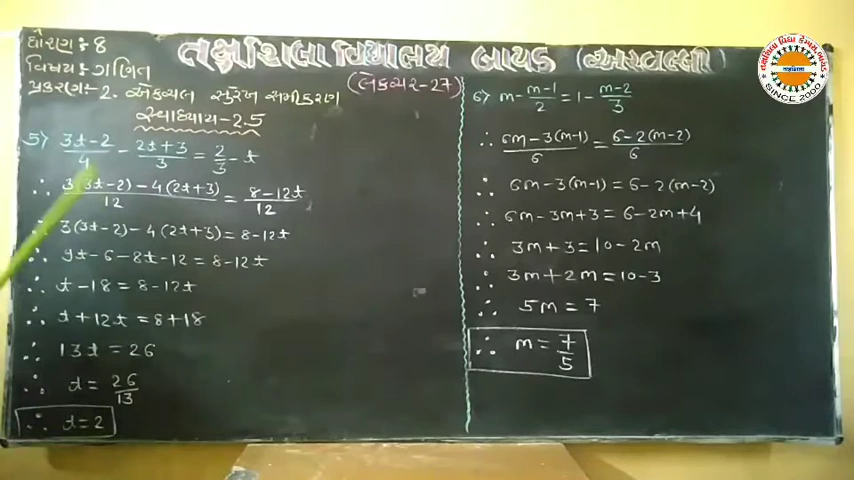 ધોરણ : 8
તક્ષશિલા વિદ્યાલય બાયડ (અરવલ્લી)
વિષય : ગણિત
(લેક્ચર-27)
પ્રકરણ-2. એકચલ સુરેખ સમીકરણ
સ્વાધ્યાય-2.5
5) (3t-2)/4 - (2t+3)/3 = 2/3 - t
∴ (3(3t-2) - 4(2t+3))/12 = (8-12t)/12
∴ 3(3t-2) - 4(2t+3) = 8-12t
∴ 9t-6-8t-12 = 8-12t
∴ t-18 = 8-12t
∴ t+12t = 8+18
∴ 13t = 26
∴ t = 26/13
∴ t = 2
6) m - (m-1)/2 = 1 - (m-2)/3
∴ (6m-3(m-1))/6 = (6-2(m-2))/6
∴ 6m-3(m-1) = 6-2(m-2)
∴ 6m-3m+3 = 6-2m+4
∴ 3m+3 = 10-2m
∴ 3m+2m = 10-3
∴ 5m = 7
∴ m = 7/5
SINCE 2000